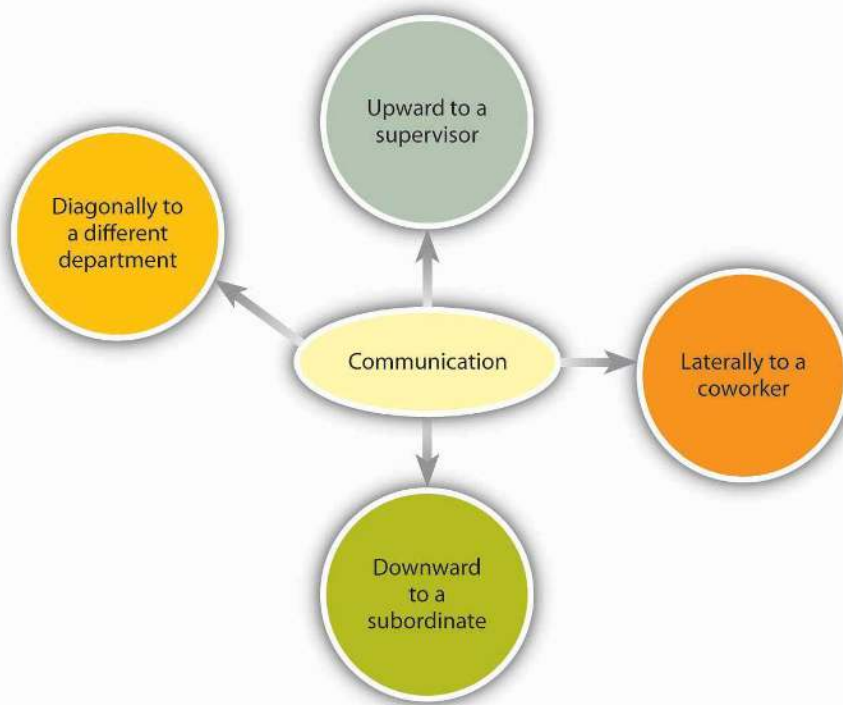 Upward to a
supervisor
Diagonally to
a different
department
Communication
Laterally to a
coworker
Downward
to a
subordinate